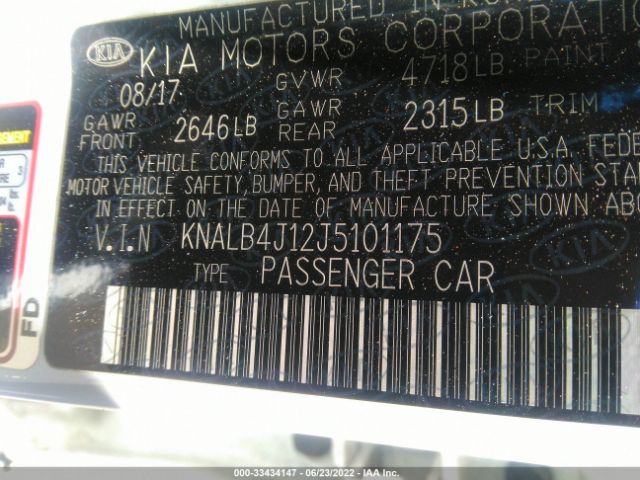 MANUFACTURED IN
KIA KIA MOTORS CORPORATION
08/17 GVWR 4718LB PAINT
GAWR FRONT 2646LB GAWR REAR 2315LB TRIM
THIS VEHICLE CONFORMS TO ALL APPLICABLE U.S.A. FEDE
MOTOR VEHICLE SAFETY, BUMPER, AND THEFT PREVENTION STA
IN EFFECT ON THE DATE OF MANUFACTURE SHOWN ABO
V.I.N KNALB4J12J5101175
TYPE PASSENGER CAR
FD
000-33434147 - 06/23/2022 - IAA Inc.